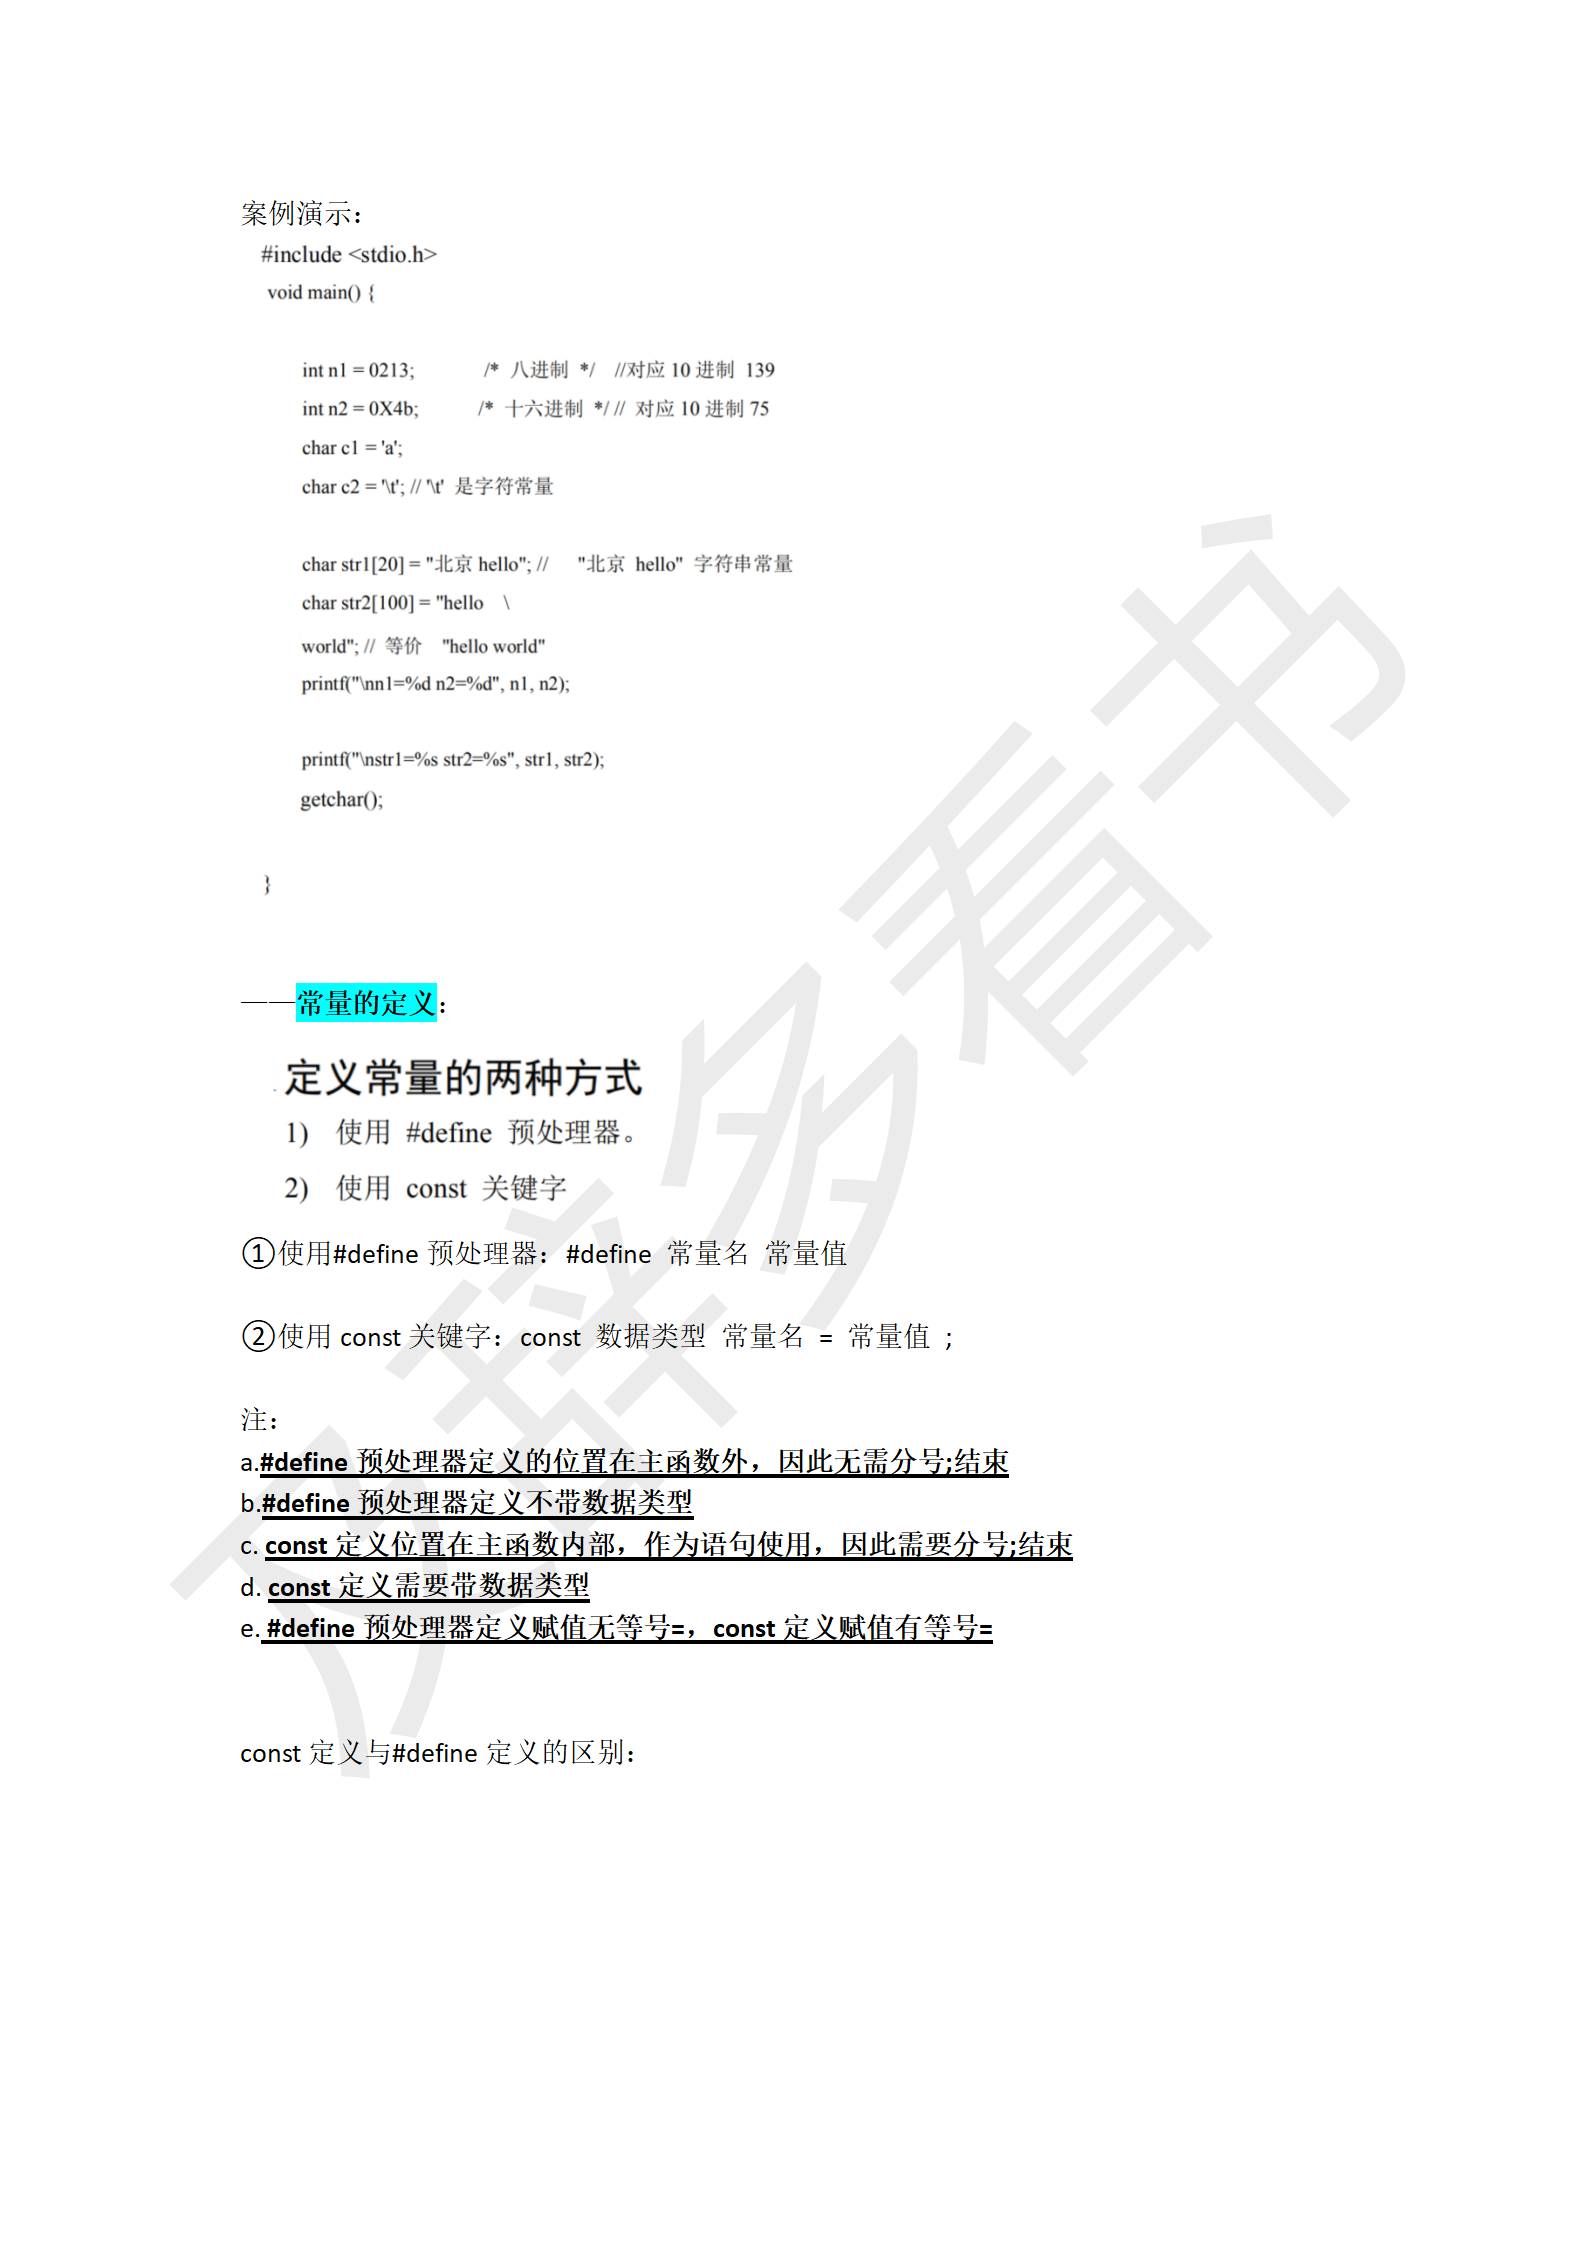 案例演示：
#include <stdio.h>
void main() {
int n1 = 0213; /* 八进制 */ //对应 10 进制 139
int n2 = 0X4b; /* 十六进制 */ // 对应 10 进制 75
char c1 = 'a';
char c2 = '\t'; // '\t' 是字符常量
char str1[20] = "北京 hello"; // "北京 hello" 字符串常量
char str2[100] = "hello \
world"; // 等价 "hello world"
printf("\nn1=%d n2=%d", n1, n2);
printf("\nstr1=%s str2=%s", str1, str2);
getchar();
}
——常量的定义：
定义常量的两种方式
1) 使用 #define 预处理器。
2) 使用 const 关键字
①使用#define 预处理器：#define 常量名 常量值
②使用 const 关键字：const 数据类型 常量名 = 常量值 ;
注：
a.#define 预处理器定义的位置在主函数外，因此无需分号;结束
b.#define 预处理器定义不带数据类型
c. const 定义位置在主函数内部，作为语句使用，因此需要分号;结束
d. const 定义需要带数据类型
e. #define 预处理器定义赋值无等号=，const 定义赋值有等号=
const 定义与#define 定义的区别：
又辞多看书